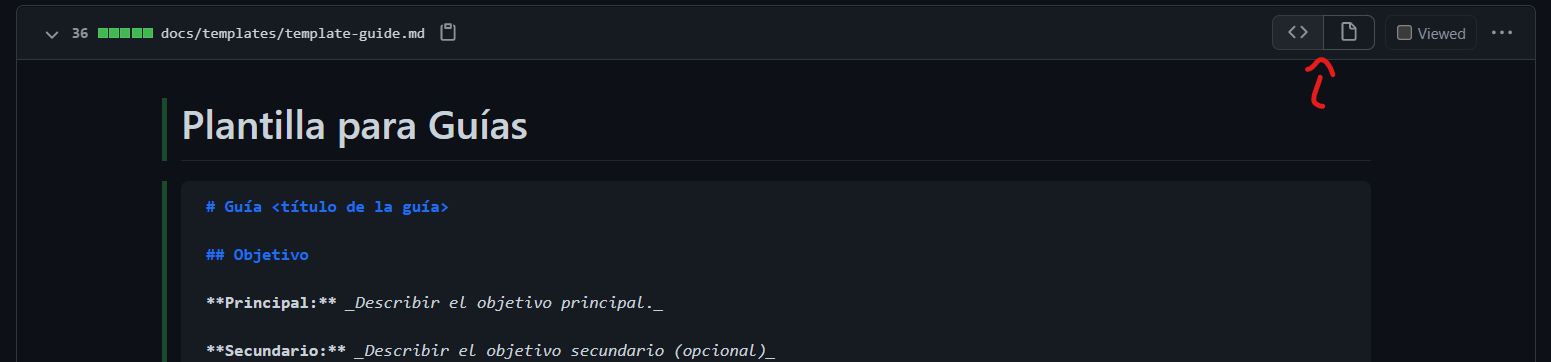 36 docs/templates/template-guide.md <> Viewed ...
Plantilla para Guías
# Guía <título de la guía>
## Objetivo
**Principal:** _Describir el objetivo principal._
**Secundario:** _Describir el objetivo secundario (opcional)_